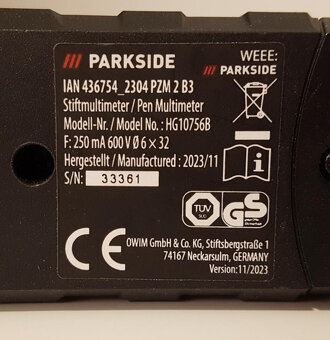 /// PARKSIDE
WEEE:
/// PARKSIDE
IAN 436754_2304 PZM 2 B3
Stiftmultimeter / Pen Multimeter
Modell-Nr. / Model No. : HG10756B
F: 250 mA 600 V Ø 6 × 32
Hergestellt / Manufactured : 2023/11
S/N: 33361
TÜV
SÜD
GS
CE
OWIM GmbH & Co. KG, Stiftsbergstraße 1
74167 Neckarsulm, Germany
Version: 11/2023